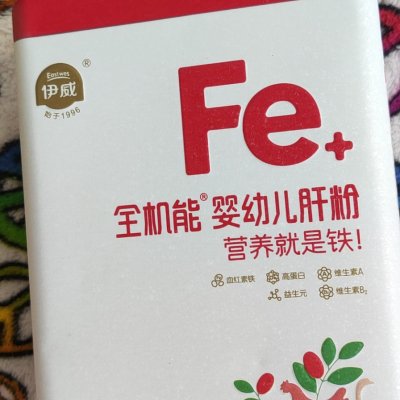 Eastwes
伊威
®
始于1996
Fe+
全机能®婴幼儿肝粉
营养就是铁!
血红素铁 高蛋白 维生素A
益生元 维生素B₂